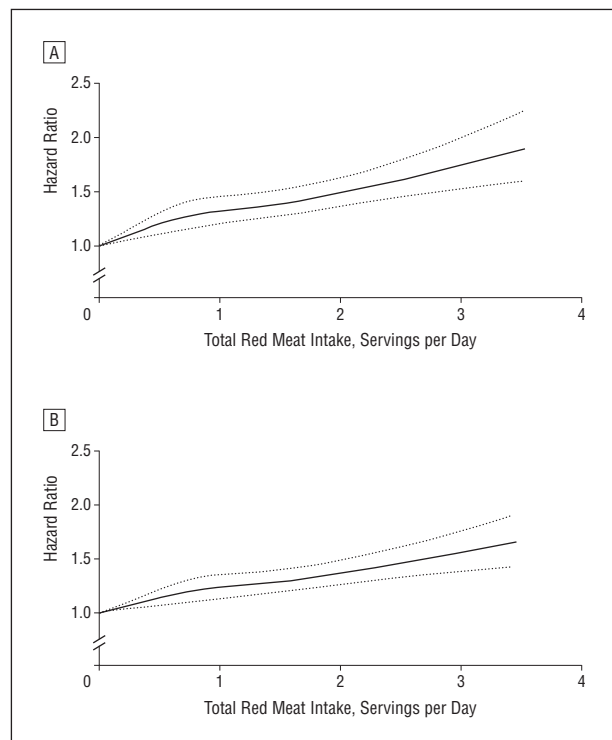 A
2.5
2.0
1.5
1.0
Hazard Ratio
0 1 2 3 4
Total Red Meat Intake, Servings per Day
B
2.5
2.0
1.5
1.0
Hazard Ratio
0 1 2 3 4
Total Red Meat Intake, Servings per Day